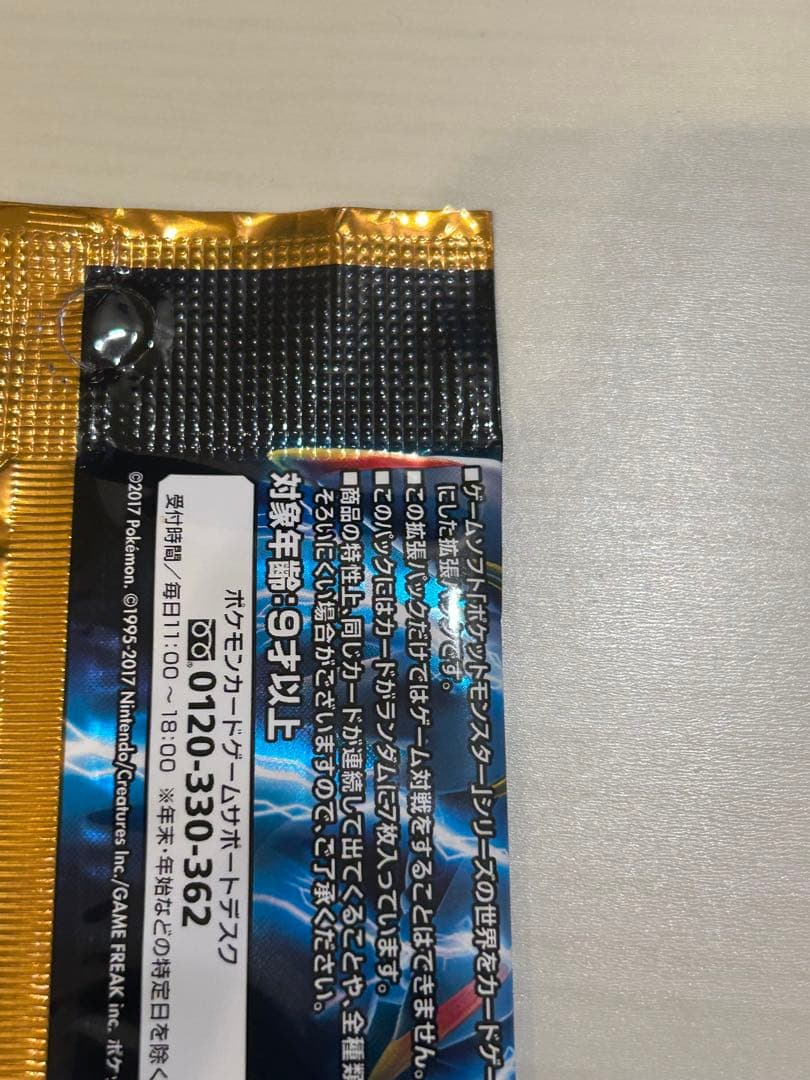 ■ゲームソフト「ポケットモンスター」シリーズの世界をカードゲー
にした拡張パックです。
■この拡張パックだけではゲーム対戦をすることはできません。
■このパックにはカードがランダムに7枚入っています。
■商品の特性上、同じカードが連続して出てくることや、全種類
そろいにくい場合がございますので、ご了承ください。
対象年齢：9才以上
ポケモンカードゲームサポートデスク
0120-330-362
受付時間／毎日11:00～18:00 ※年末・年始などの特定日を除く
©2017 Pokémon. ©1995-2017 Nintendo/Creatures Inc./GAME FREAK inc. ポケッ